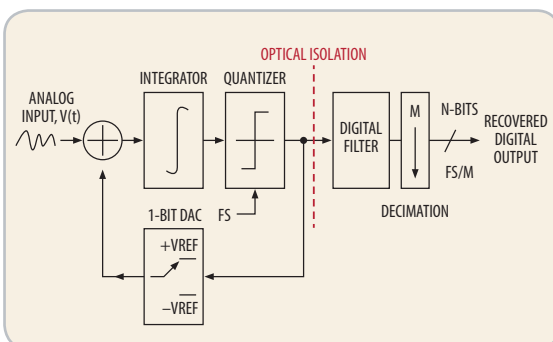 OPTICAL ISOLATION
INTEGRATOR
QUANTIZER
ANALOG
INPUT, V(t)
DIGITAL
FILTER
M
N-BITS
FS/M
RECOVERED
DIGITAL
OUTPUT
DECIMATION
FS
1-BIT DAC
+VREF
−VREF